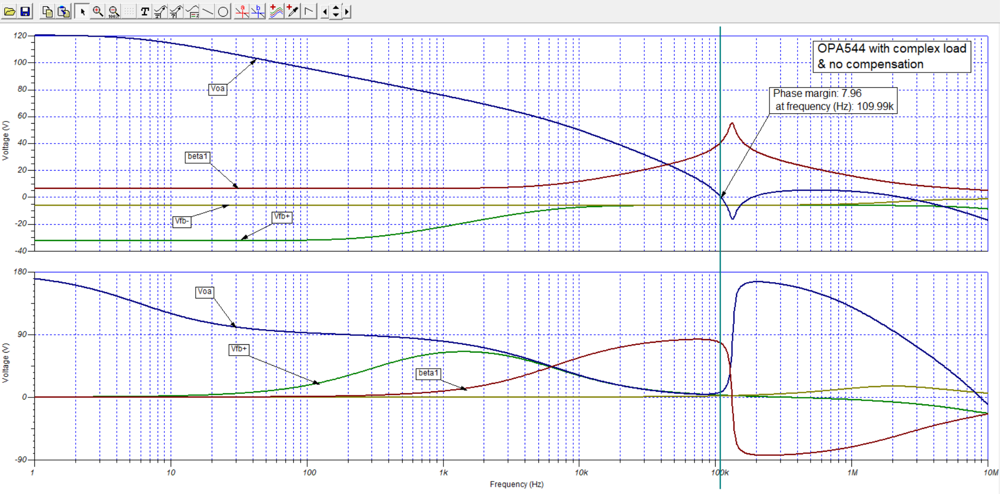 T
?
100%
a
b
120
100
80
60
40
20
0
-20
-40
Voltage (V)
OPA544 with complex load
& no compensation
Phase margin: 7.96
at frequency (Hz): 109.99k
Voa
beta1
Vfb-
Vfb+
180
90
0
-90
Voltage (V)
Voa
Vfb+
beta1
1
10
100
1k
10k
100k
1M
10M
Frequency (Hz)